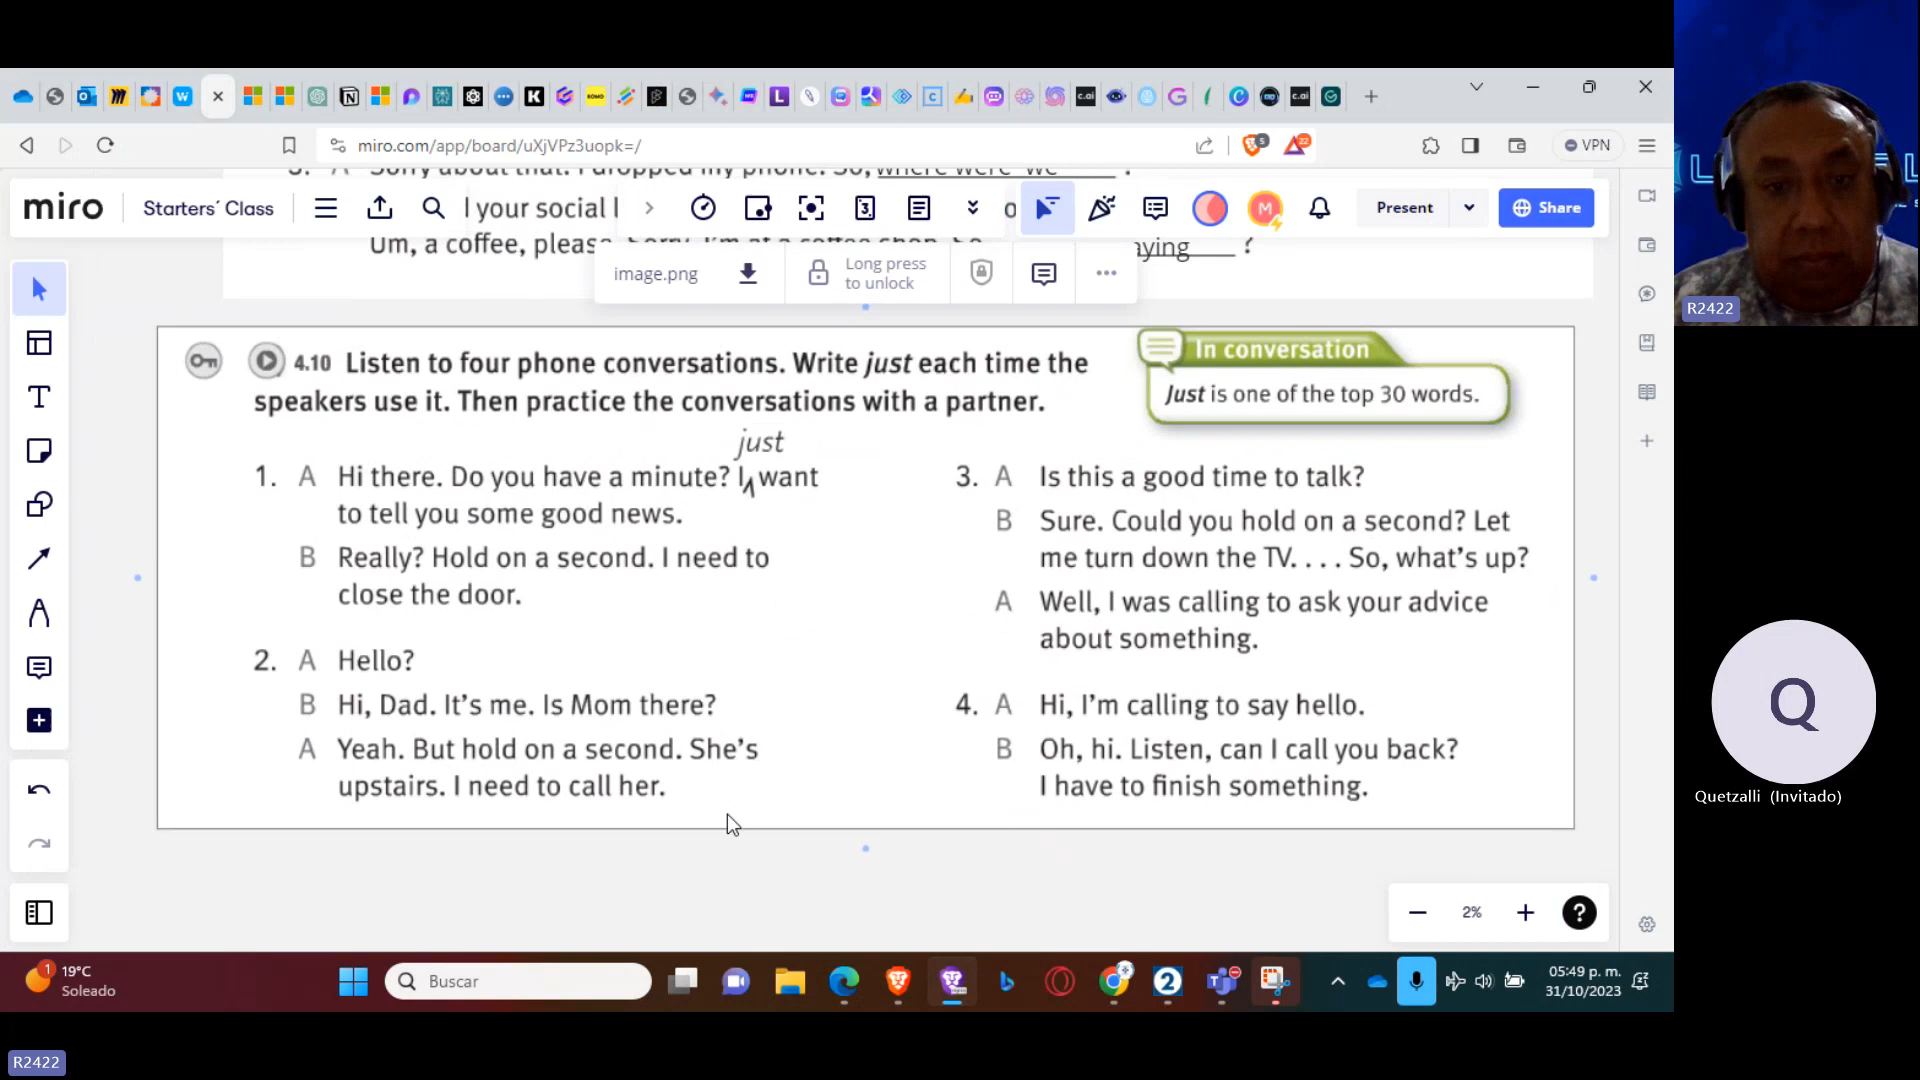 miro.com/app/board/uXjVPz3uopk=/
VPN
miro
Starters´ Class
l your social l
Present
Share
Um, a coffee, please
aying ?
image.png
Long press
to unlock
4.10 Listen to four phone conversations. Write just each time the
speakers use it. Then practice the conversations with a partner.
In conversation
Just is one of the top 30 words.
just
1. A Hi there. Do you have a minute? I want
to tell you some good news.
B Really? Hold on a second. I need to
close the door.
2. A Hello?
B Hi, Dad. It's me. Is Mom there?
A Yeah. But hold on a second. She's
upstairs. I need to call her.
3. A Is this a good time to talk?
B Sure. Could you hold on a second? Let
me turn down the TV. . . . So, what's up?
A Well, I was calling to ask your advice
about something.
4. A Hi, I'm calling to say hello.
B Oh, hi. Listen, can I call you back?
I have to finish something.
2%
19°C
Soleado
Buscar
05:49 p. m.
31/10/2023
R2422
Q
Quetzalli (Invitado)
R2422